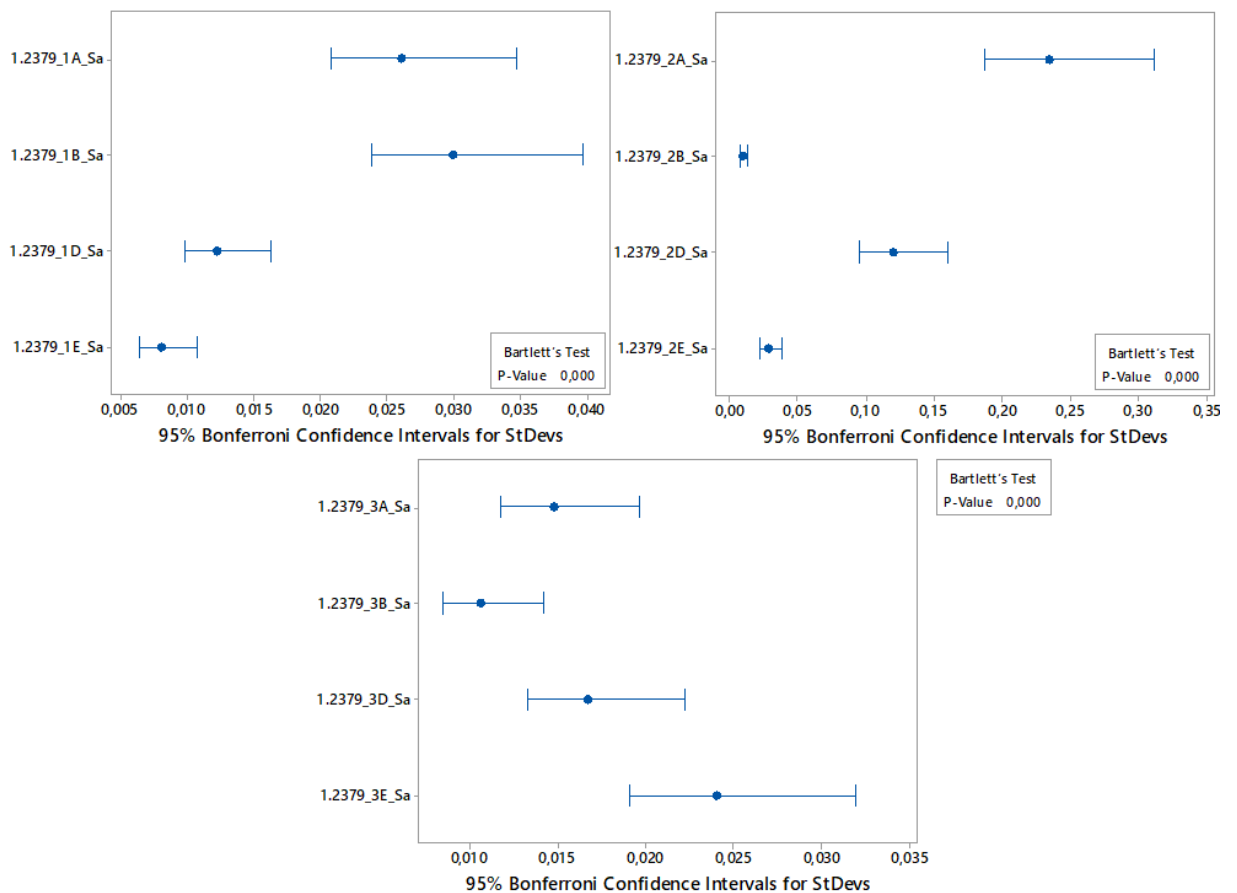 1.2379_1A_Sa
1.2379_1B_Sa
1.2379_1D_Sa
1.2379_1E_Sa
Bartlett's Test
P-Value 0,000
0,005 0,010 0,015 0,020 0,025 0,030 0,035 0,040
95% Bonferroni Confidence Intervals for StDevs
1.2379_2A_Sa
1.2379_2B_Sa
1.2379_2D_Sa
1.2379_2E_Sa
Bartlett's Test
P-Value 0,000
0,00 0,05 0,10 0,15 0,20 0,25 0,30 0,35
95% Bonferroni Confidence Intervals for StDevs
1.2379_3A_Sa
1.2379_3B_Sa
1.2379_3D_Sa
1.2379_3E_Sa
Bartlett's Test
P-Value 0,000
0,010 0,015 0,020 0,025 0,030 0,035
95% Bonferroni Confidence Intervals for StDevs